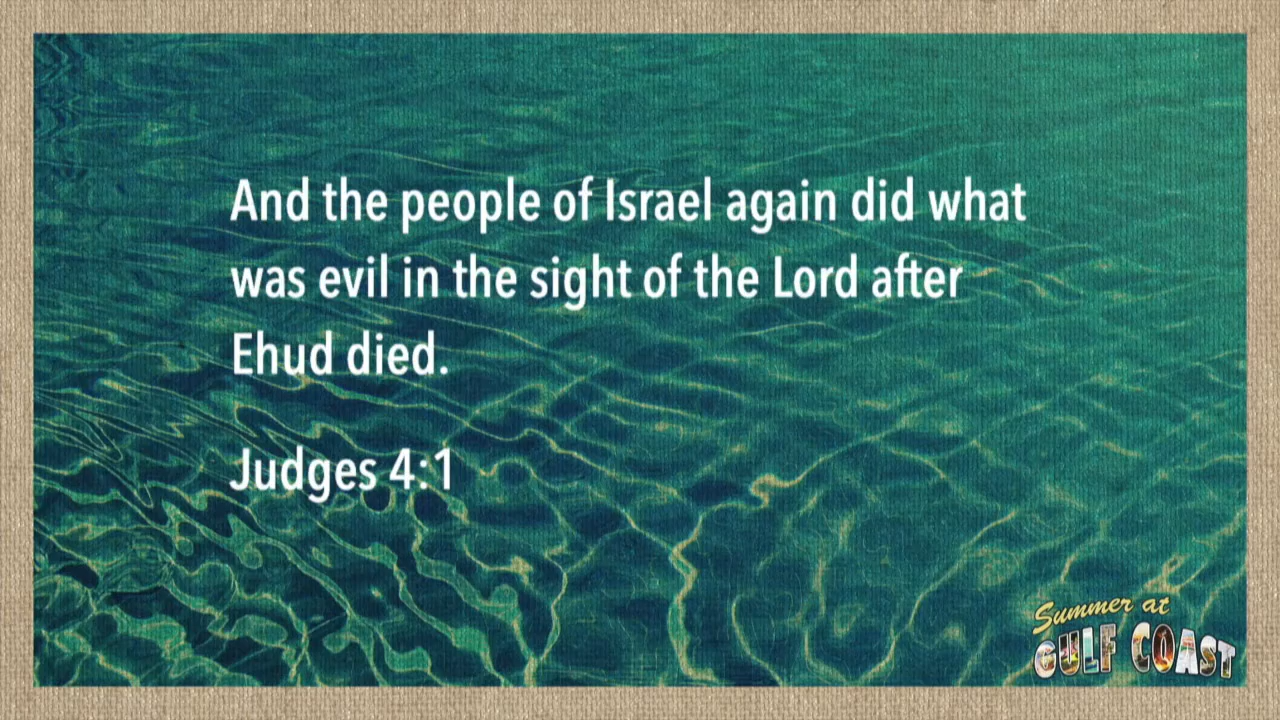 And the people of Israel again did what
was evil in the sight of the Lord after
Ehud died.
Judges 4:1
Summer at
GULF COAST